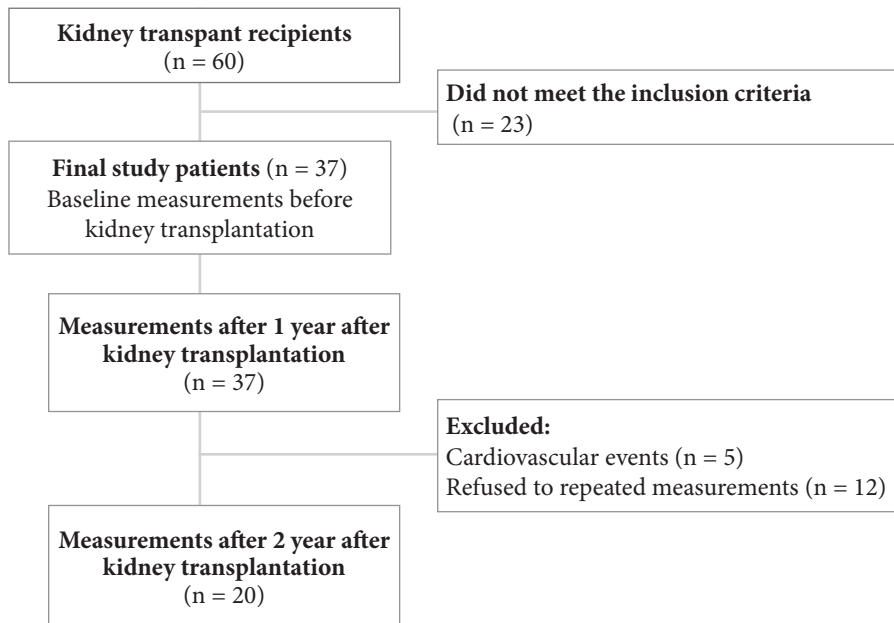 Kidney transpant recipients
(n = 60)
Did not meet the inclusion criteria
(n = 23)
Final study patients (n = 37)
Baseline measurements before
kidney transplantation
Measurements after 1 year after
kidney transplantation
(n = 37)
Excluded:
Cardiovascular events (n = 5)
Refused to repeated measurements (n = 12)
Measurements after 2 year after
kidney transplantation
(n = 20)